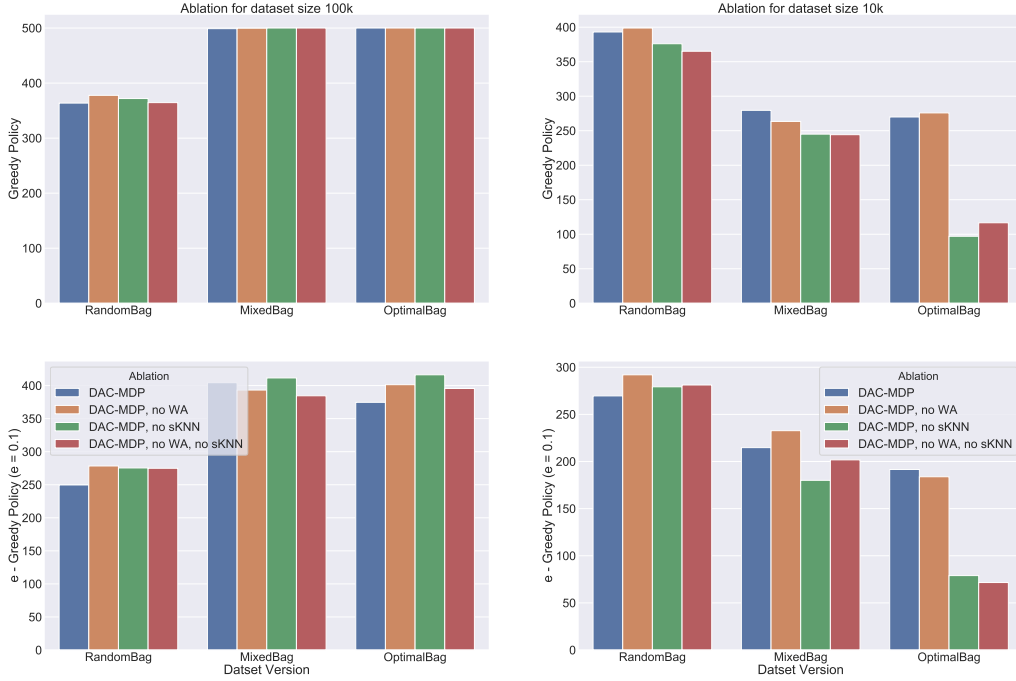 Ablation for dataset size 100k
Greedy Policy
500
400
300
200
100
0
RandomBag MixedBag OptimalBag
Ablation for dataset size 10k
Greedy Policy
400
350
300
250
200
150
100
50
0
RandomBag MixedBag OptimalBag
e - Greedy Policy (e = 0.1)
400
350
300
250
200
150
100
50
0
Ablation
DAC-MDP
DAC-MDP, no WA
DAC-MDP, no sKNN
DAC-MDP, no WA, no sKNN
RandomBag MixedBag OptimalBag
Datset Version
e - Greedy Policy (e = 0.1)
300
250
200
150
100
50
0
Ablation
DAC-MDP
DAC-MDP, no WA
DAC-MDP, no sKNN
DAC-MDP, no WA, no sKNN
RandomBag MixedBag OptimalBag
Datset Version